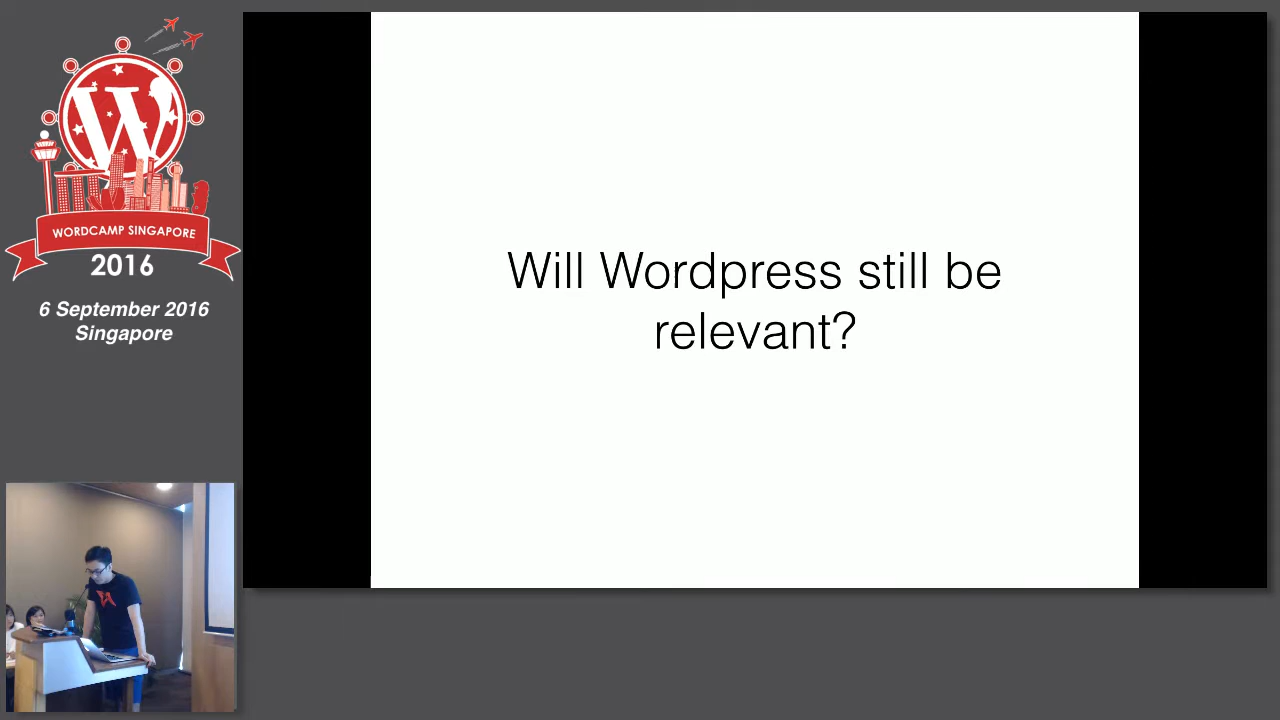 W
WORDCAMP SINGAPORE
2016
6 September 2016
Singapore
Will Wordpress still be
relevant?